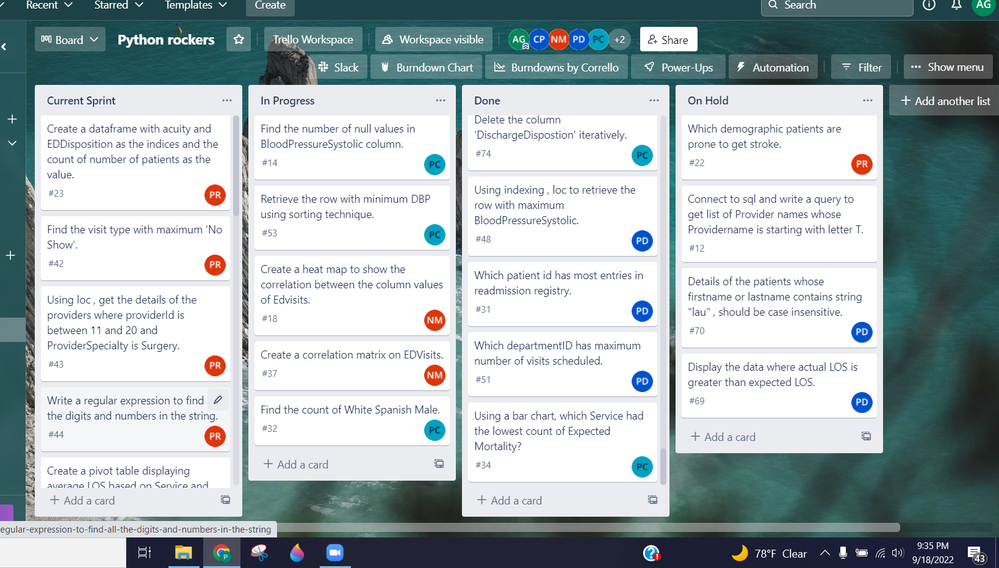 Recent
Starred
Templates
Create
Search
AG
Board
Python rockers
Trello Workspace
Workspace visible
AG
CP
NM
PD
PC
+2
Share
Slack
Burndown Chart
Burndowns by Corrello
Power-Ups
Automation
Filter
Show menu
Current Sprint
Create a dataframe with acuity and
EDDisposition as the indices and the
count of number of patients as the
value.
#23
PR
Find the visit type with maximum 'No
Show'.
#42
PR
Using loc , get the details of the
providers where providerId is
between 11 and 20 and
ProviderSpecialty is Surgery.
#43
PR
Write a regular expression to find
the digits and numbers in the string.
#44
PR
Create a pivot table displaying
average LOS based on Service and
+ Add a card
In Progress
Find the number of null values in
BloodPressureSystolic column.
#14
PC
Retrieve the row with minimum DBP
using sorting technique.
#53
PC
Create a heat map to show the
correlation between the column values
of Edvisits.
#18
NM
Create a correlation matrix on EDVisits.
#37
NM
Find the count of White Spanish Male.
#32
PC
+ Add a card
Done
Delete the column
'DischargeDispostion' iteratively.
#74
PC
Using indexing , loc to retrieve the
row with maximum
BloodPressureSystolic.
#48
PD
Which patient id has most entries in
readmission registry.
#31
PD
Which departmentID has maximum
number of visits scheduled.
#51
PD
Using a bar chart, which Service had
the lowest count of Expected
Mortality?
#34
PC
+ Add a card
On Hold
Which demographic patients are
prone to get stroke.
#22
PR
Connect to sql and write a query to
get list of Provider names whose
Providername is starting with letter T.
#12
Details of the patients whose
firstname or lastname contains string
"lau" , should be case insensitive.
#70
PD
Display the data where actual LOS is
greater than expected LOS.
#69
PD
+ Add a card
+ Add another list
egular-expression-to-find-all-the-digits-and-numbers-in-the-string
P
78°F Clear
9:35 PM
9/18/2022
43